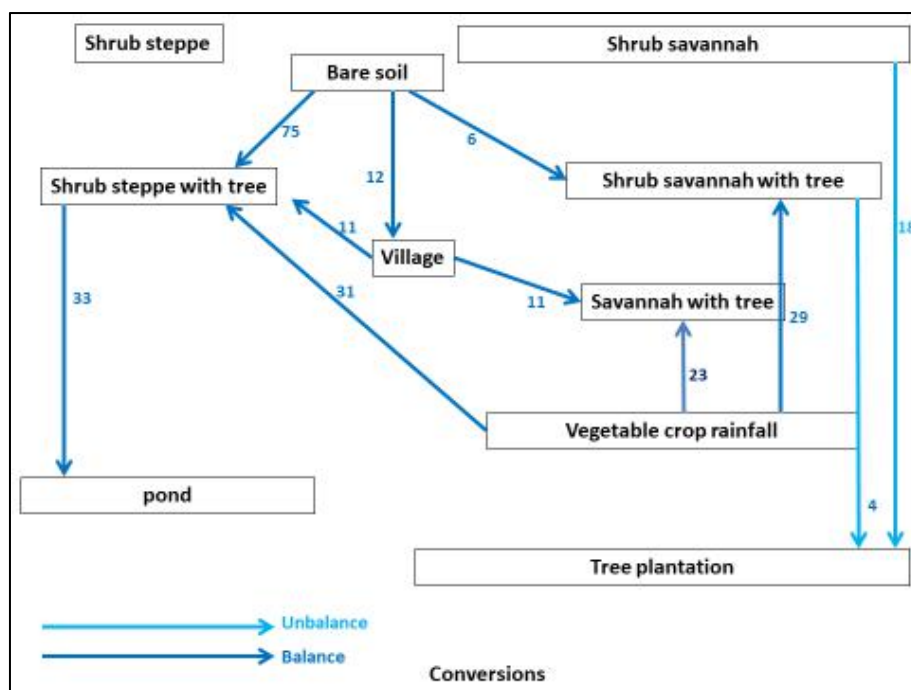 Shrub steppe
Shrub savannah
Bare soil
75
6
12
Shrub steppe with tree
Shrub savannah with tree
11
18
Village
33
31
11
Savannah with tree
29
23
Vegetable crop rainfall
pond
4
Tree plantation
Unbalance
Balance
Conversions